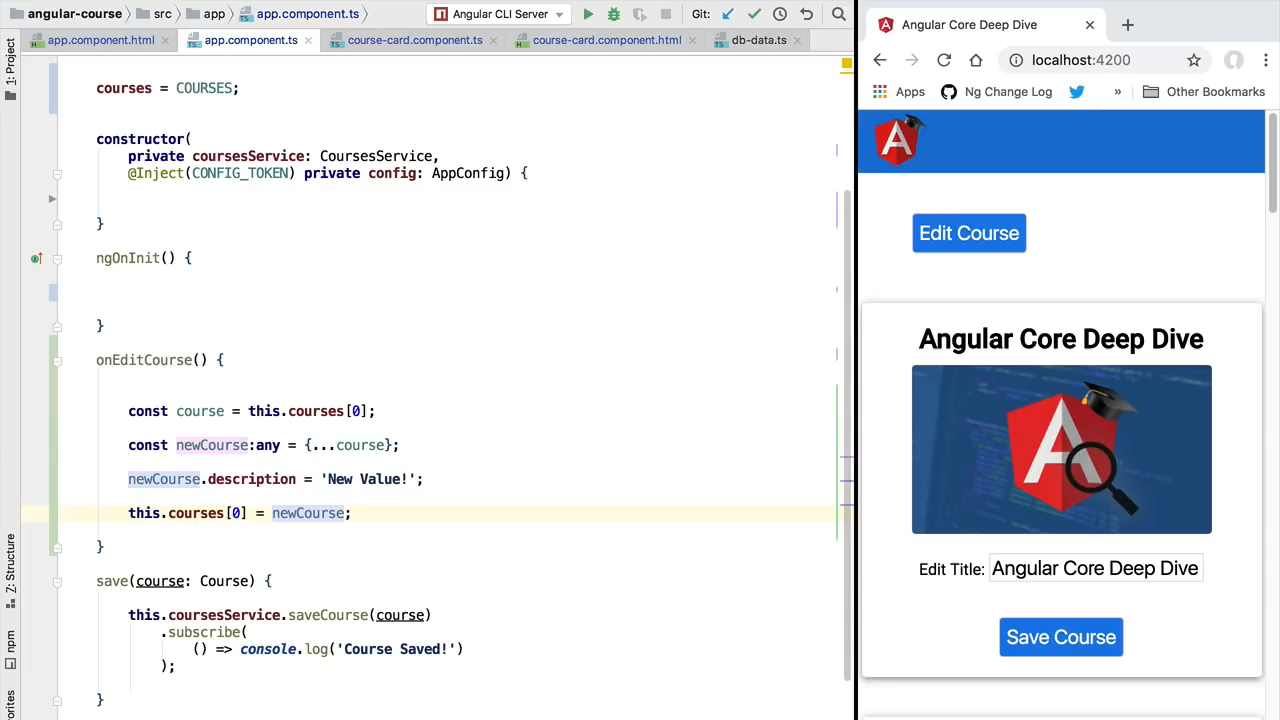 angular-course
src
app
app.component.ts
Angular CLI Server
Git:
app.component.html
app.component.ts
course-card.component.ts
course-card.component.html
db-data.ts
1: Project
Z: Structure
npm
courses = COURSES;
constructor(
private coursesService: CoursesService,
@Inject(CONFIG_TOKEN) private config: AppConfig) {
}
ngOnInit() {
}
onEditCourse() {
const course = this.courses[0];
const newCourse:any = {...course};
newCourse.description = 'New Value!';
this.courses[0] = newCourse;
}
save(course: Course) {
this.coursesService.saveCourse(course)
.subscribe(
() => console.log('Course Saved!')
);
}
Angular Core Deep Dive
localhost:4200
Apps
Ng Change Log
»
Other Bookmarks
Edit Course
Angular Core Deep Dive
Edit Title: Angular Core Deep Dive
Save Course